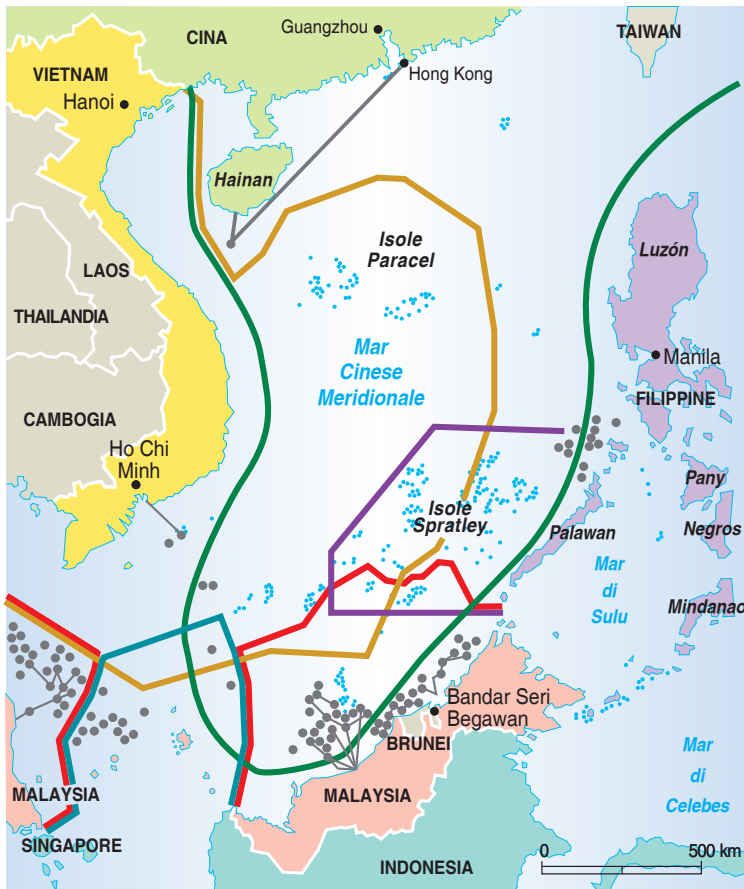 CINA
Guangzhou
TAIWAN
VIETNAM
Hong Kong
Hanoi
Hainan
Isole
Paracel
Luzón
LAOS
THAILANDIA
Mar
Cinese
Meridionale
Manila
FILIPPINE
CAMBOGIA
Ho Chi
Minh
Pany
Isole
Spratley
Palawan
Negros
Mar
di
Sulu
Mindanao
Bandar Seri
Begawan
BRUNEI
Mar
di
Celebes
MALAYSIA
MALAYSIA
SINGAPORE
INDONESIA
0 500 km